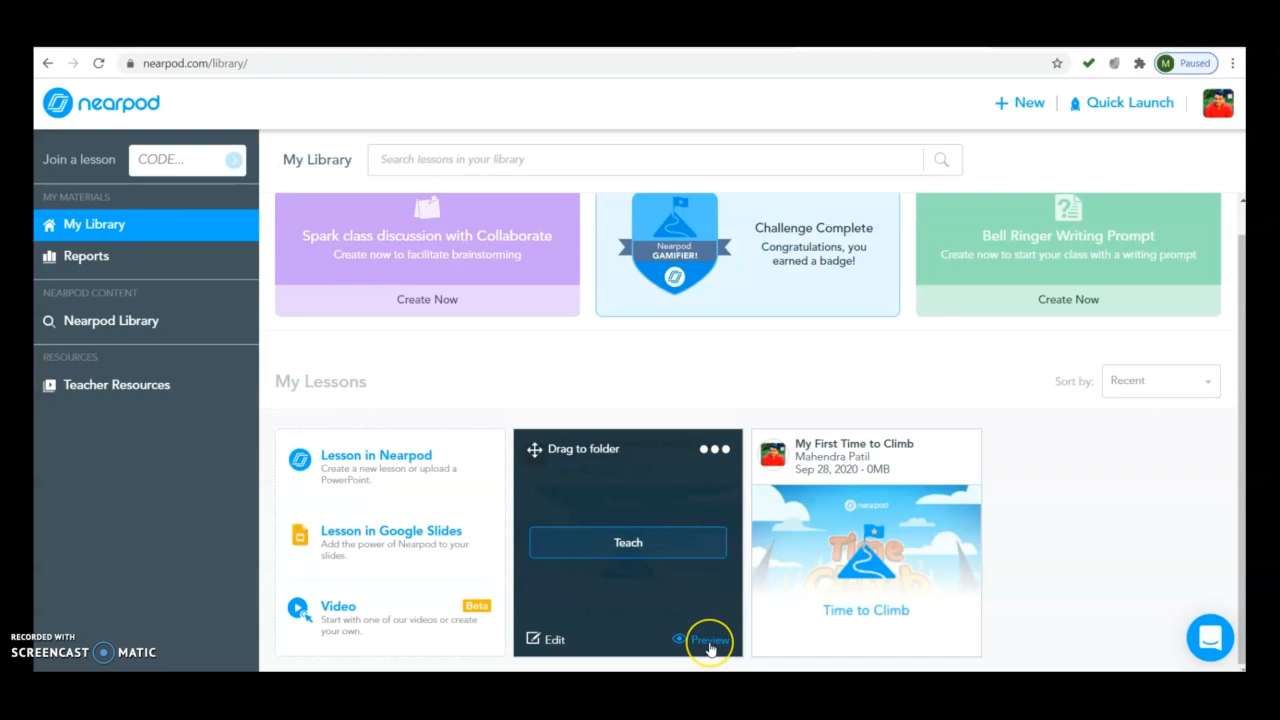 nearpod.com/library/
M Paused
nearpod
+ New
Quick Launch
Join a lesson
CODE...
My Library
Search lessons in your library
MY MATERIALS
My Library
Reports
NEARPOD CONTENT
Nearpod Library
RESOURCES
Teacher Resources
Spark class discussion with Collaborate
Create now to facilitate brainstorming
Create Now
Nearpod
GAMIFIER!
Challenge Complete
Congratulations, you
earned a badge!
Bell Ringer Writing Prompt
Create now to start your class with a writing prompt
Create Now
My Lessons
Sort by:
Recent
Lesson in Nearpod
Create a new lesson or upload a
PowerPoint.
Lesson in Google Slides
Add the power of Nearpod to your
slides.
Video
Beta
Start with one of our videos or create
your own.
Drag to folder
Teach
Edit
Preview
My First Time to Climb
Mahendra Patil
Sep 28, 2020 - 0MB
nearpod
Time
Climb
Time to Climb
RECORDED WITH
SCREENCAST MATIC